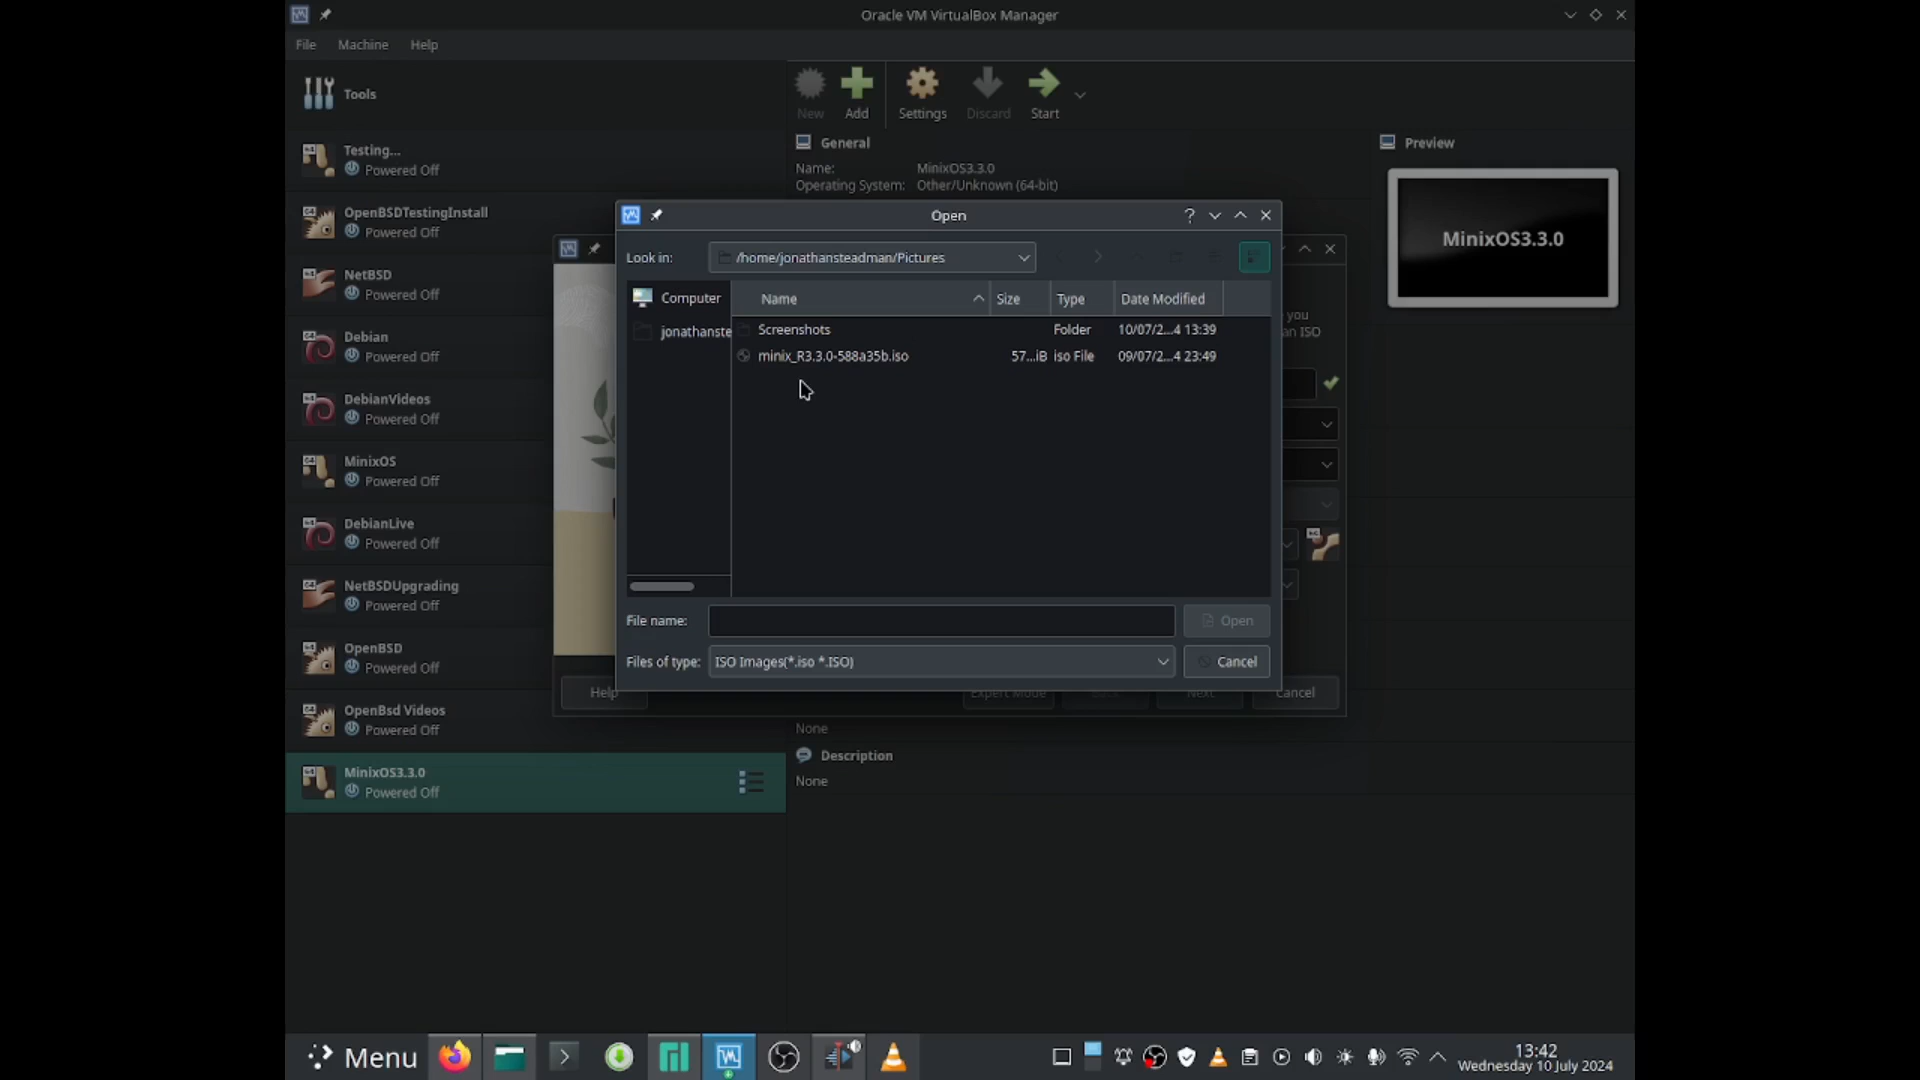 Oracle VM VirtualBox Manager
File Machine Help
Tools
New Add Settings Discard Start
Testing...
Powered Off
OpenBSDTestingInstall
Powered Off
NetBSD
Powered Off
Debian
Powered Off
DebianVideos
Powered Off
MinixOS
Powered Off
DebianLive
Powered Off
NetBSDUpgrading
Powered Off
OpenBSD
Powered Off
OpenBsd Videos
Powered Off
MinixOS3.3.0
Powered Off
General
Name: MinixOS3.3.0
Operating System: Other/Unknown (64-bit)
Preview
MinixOS3.3.0
Open
Look in: /home/jonathansteadman/Pictures
Computer
jonathanste
Name Size Type Date Modified
Screenshots Folder 10/07/2...4 13:39
minix_R3.3.0-588a35b.iso 57...iB iso File 09/07/2...4 23:49
File name: Open
Files of type: ISO Images(*.iso *.ISO) Cancel
you
an ISO
Help Expert Mode Next Cancel
None
Description
None
Menu
13:42
Wednesday 10 July 2024